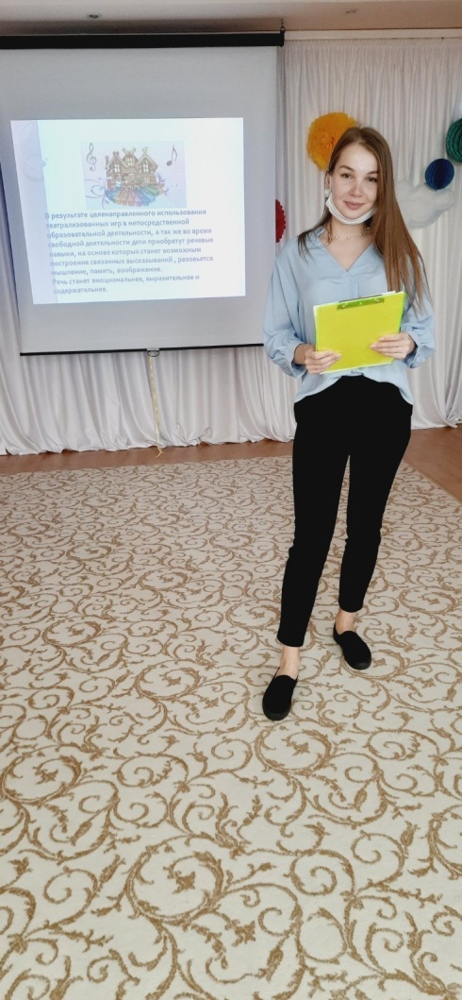 В результате целенаправленного использования
театрализованных игр в непосредственной
образовательной деятельности, а так же во время
свободной деятельности дети приобретут речевые
навыки, на основе которых станет возможным
построение связанных высказываний , разовьется
мышление, память, воображение.
Речь станет эмоциональнее, выразительнее и
содержательнее.